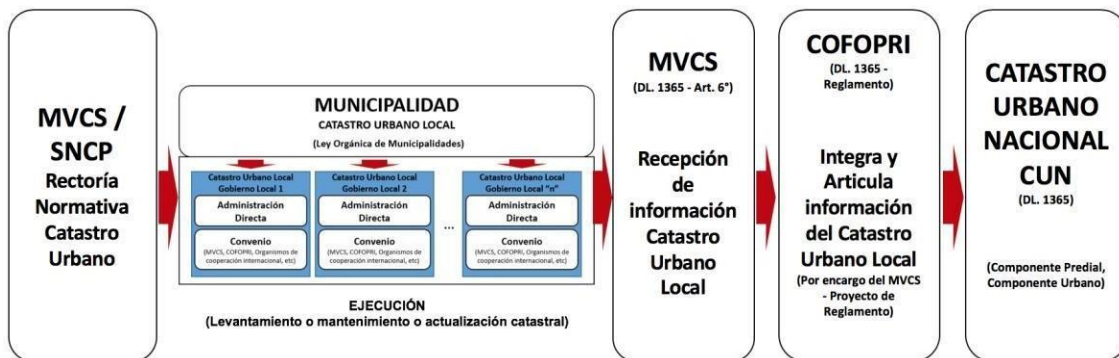 MVCS /
SNCP
Rectoría
Normativa
Catastro
Urbano
MUNICIPALIDAD
CATASTRO URBANO LOCAL
(Ley Orgánica de Municipalidades)
Catastro Urbano Local
Gobierno Local 1
Administración
Directa
Convenio
(MVCS, COFOPRI, Organismos de
cooperación internacional, etc)
Catastro Urbano Local
Gobierno Local 2
Administración
Directa
Convenio
(MVCS, COFOPRI, Organismos de
cooperación internacional, etc)
...
Catastro Urbano Local
Gobierno Local "n"
Administración
Directa
Convenio
(MVCS, COFOPRI, Organismos de
cooperación internacional, etc)
EJECUCIÓN
(Levantamiento o mantenimiento o actualización catastral)
MVCS
(DL. 1365 - Art. 6°)
Recepción
de
información
Catastro
Urbano
Local
COFOPRI
(DL. 1365 -
Reglamento)
Integra y
Articula
información
del Catastro
Urbano Local
(Por encargo del MVCS
- Proyecto de
Reglamento)
CATASTRO
URBANO
NACIONAL
CUN
(DL. 1365)
(Componente Predial,
Componente Urbano)